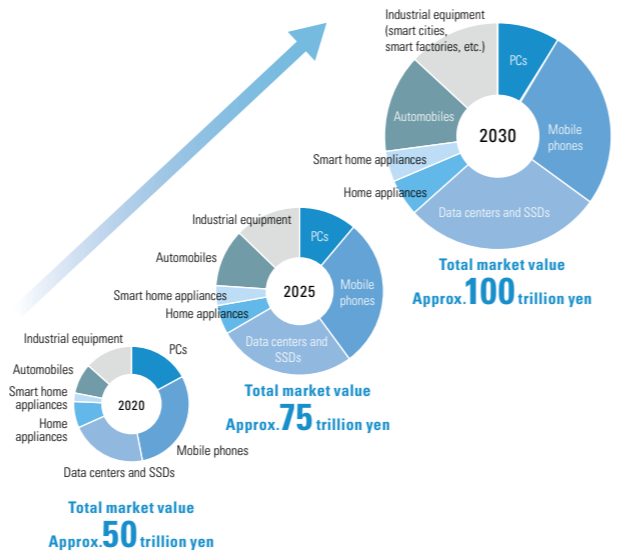 Industrial equipment
(smart cities,
smart factories, etc.)
PCs
Automobiles
2030
Mobile
phones
Smart home appliances
Home appliances
Data centers and SSDs
Total market value
Approx.100 trillion yen
Industrial equipment
PCs
Automobiles
Smart home appliances
2025
Mobile
phones
Home appliances
Data centers and
SSDs
Total market value
Approx.75 trillion yen
Industrial equipment
PCs
Automobiles
Smart home
appliances
2020
Home
appliances
Mobile phones
Data centers and SSDs
Total market value
Approx.50 trillion yen